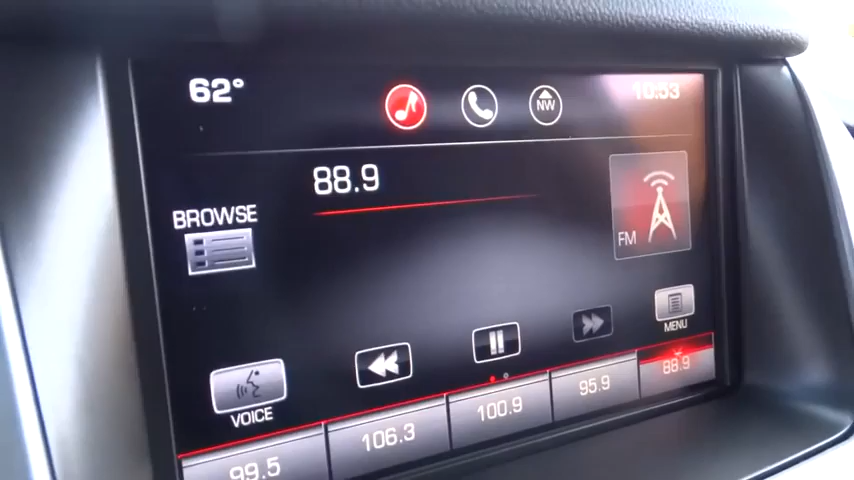 62°
NW
10:53
88.9
BROWSE
FM
MENU
VOICE
99.5
106.3
100.9
95.9
88.9